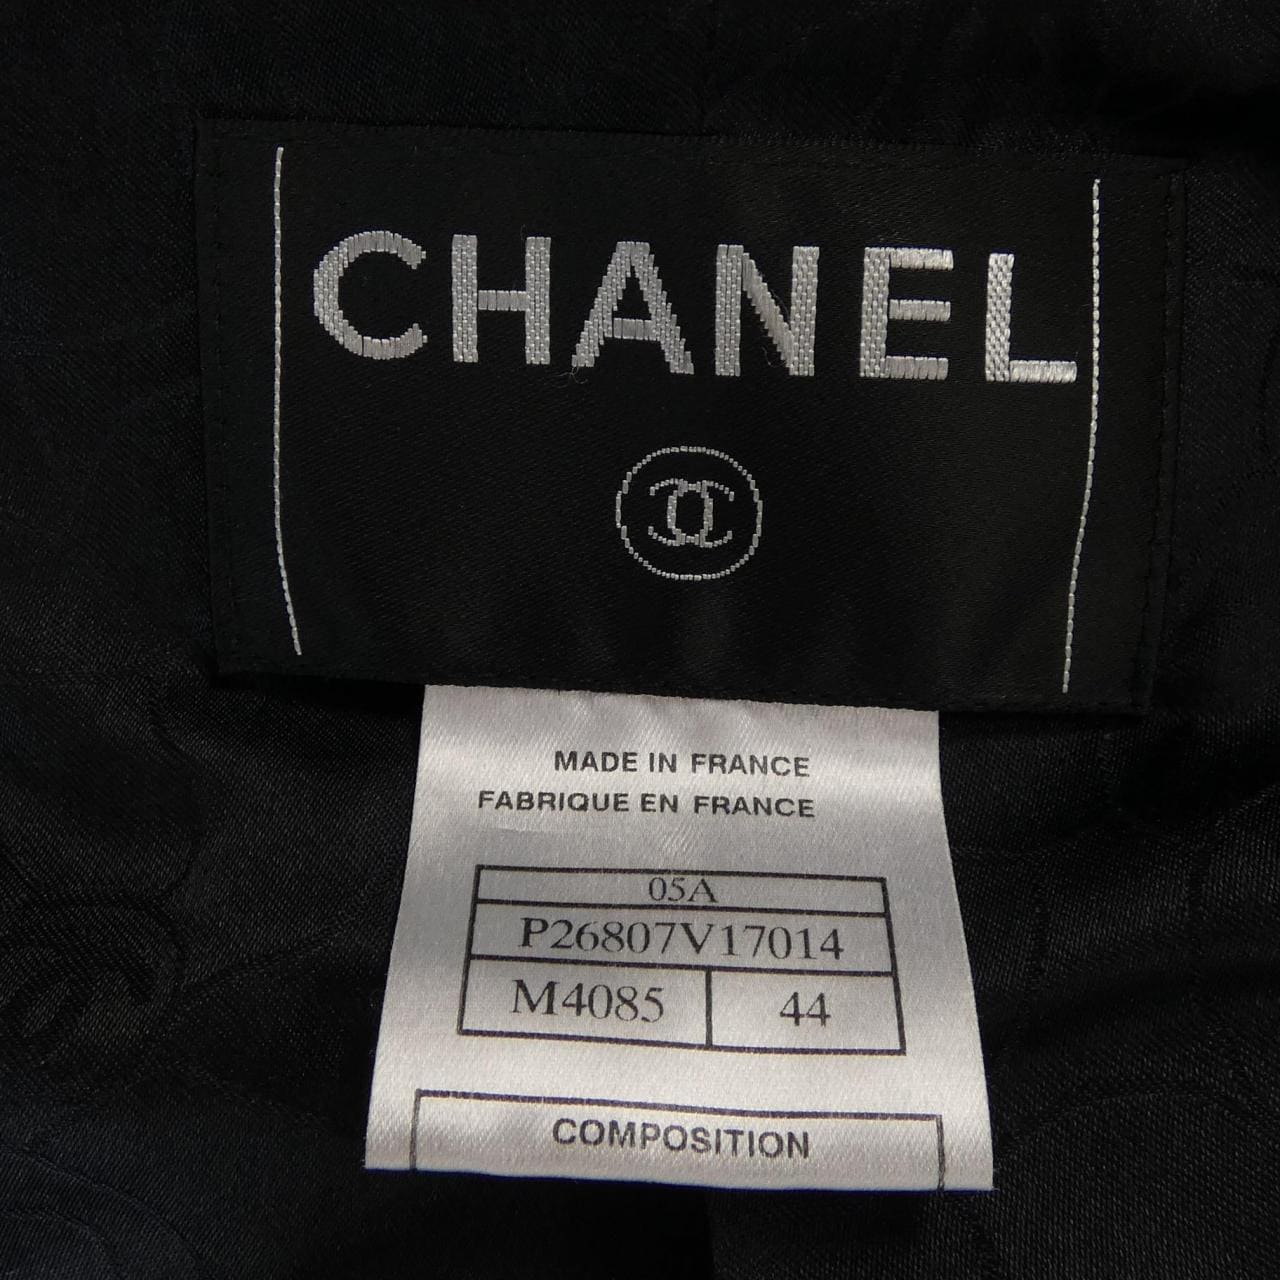 CHANEL
MADE IN FRANCE
FABRIQUE EN FRANCE
05A
P26807V17014
M4085 44
COMPOSITION